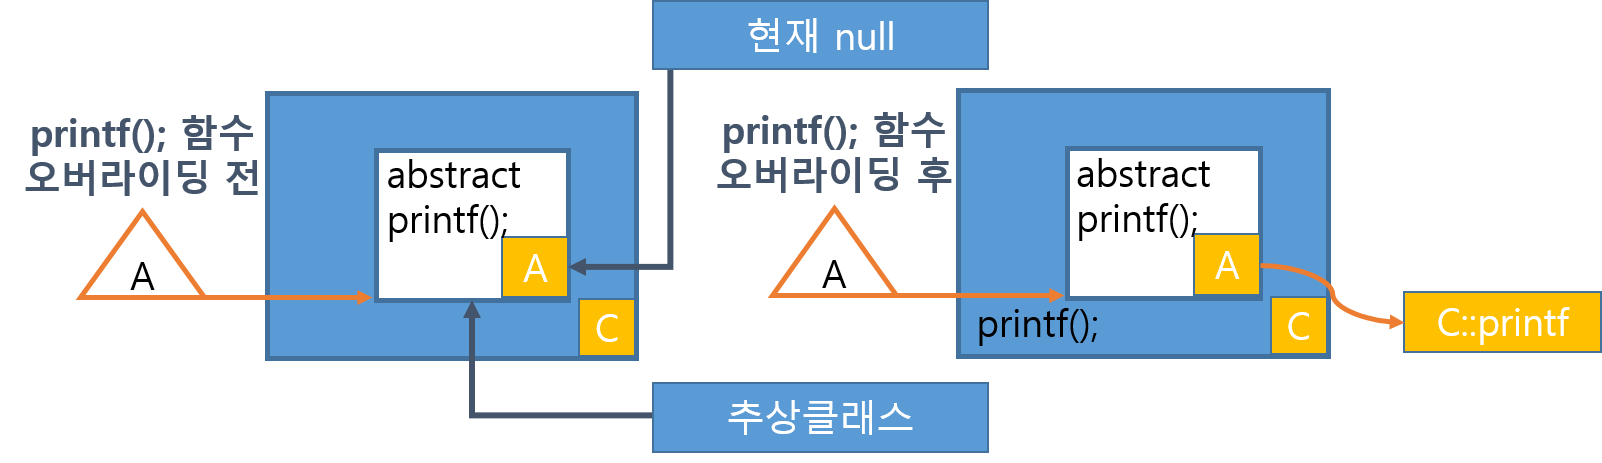 현재 null
printf(); 함수
오버라이딩 전
abstract
printf();
A
A
C
추상클래스
printf(); 함수
오버라이딩 후
abstract
printf();
A
A
printf();
C
C::printf